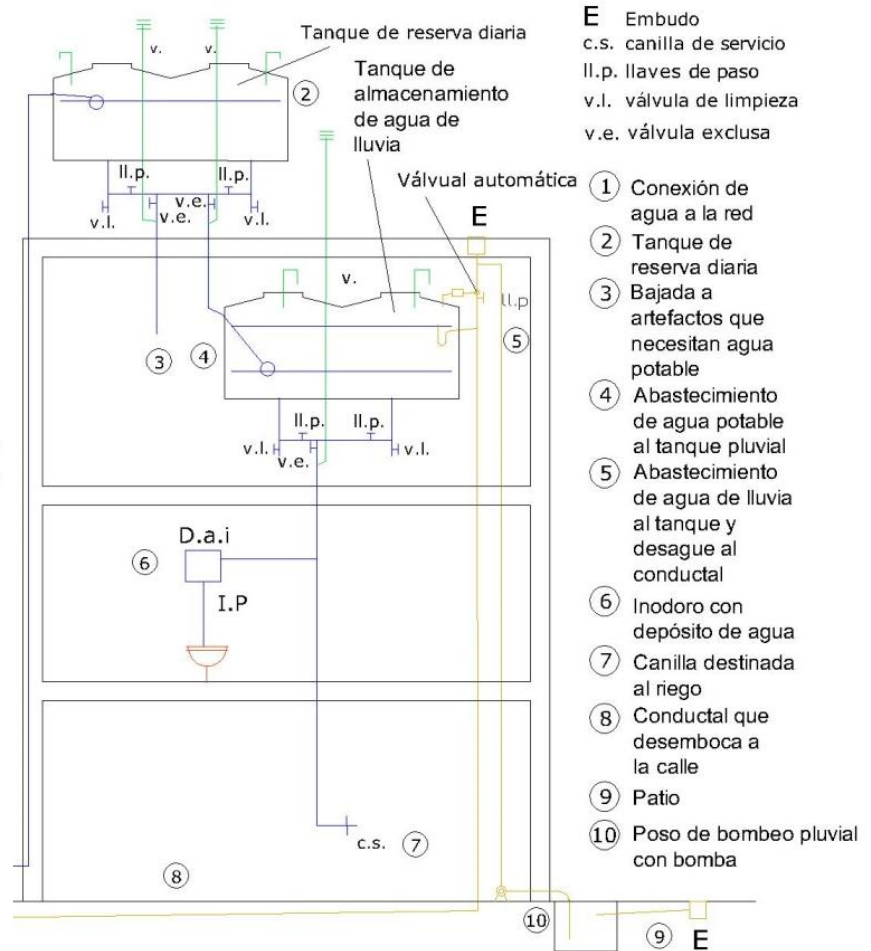 Tanque de reserva diaria
v.
v.
Tanque de
almacenamiento
de agua de
lluvia
2
ll.p.
ll.p.
v.l.
v.e.
v.e.
v.l.
Válvual automática
E
v.
ll.p
3
4
5
ll.p.
ll.p.
v.l.
v.e.
v.l.
D.a.i
6
I.P
c.s.
7
8
10
9
E
E Embudo
c.s. canilla de servicio
ll.p. llaves de paso
v.l. válvula de limpieza
v.e. válvula exclusa
1 Conexión de
agua a la red
2 Tanque de
reserva diaria
3 Bajada a
artefactos que
necesitan agua
potable
4 Abastecimiento
de agua potable
al tanque pluvial
5 Abastecimiento
de agua de lluvia
al tanque y
desague al
conductal
6 Inodoro con
depósito de agua
7 Canilla destinada
al riego
8 Conductal que
desemboca a
la calle
9 Patio
10 Poso de bombeo pluvial
con bomba